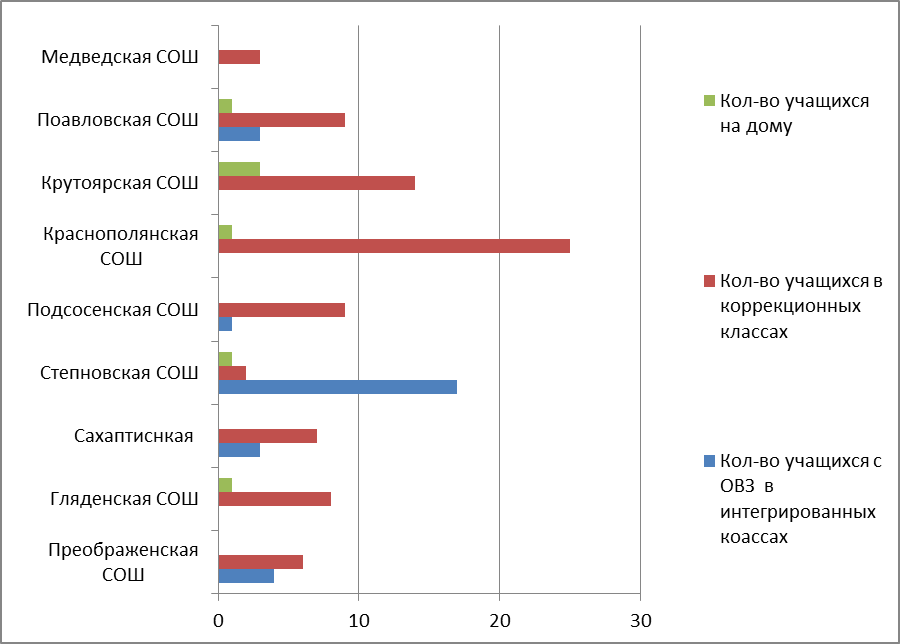 Медведская СОШ
Поавловская СОШ
Крутоярская СОШ
Краснополянская
СОШ
Подсосенская СОШ
Степновская СОШ
Сахаптиснкая
Гляденская СОШ
Преображенская
СОШ
0
10
20
30
Кол-во учащихся
на дому
Кол-во учащихся в
коррекционных
классах
Кол-во учащихся с
ОВЗ в
интегрированных
коассах